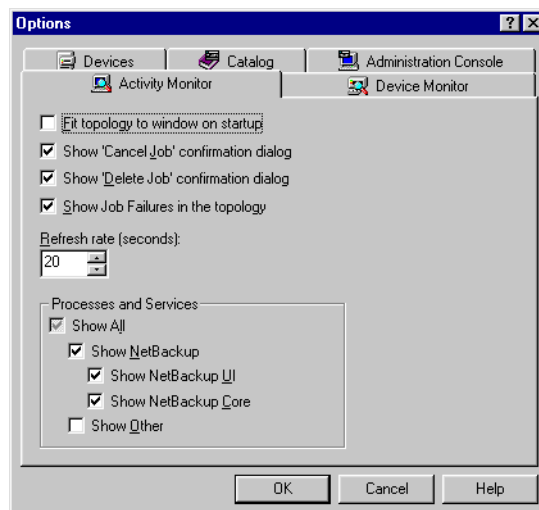 Options
Devices
Catalog
Administration Console
Activity Monitor
Device Monitor
Fit topology to window on startup
Show 'Cancel Job' confirmation dialog
Show 'Delete Job' confirmation dialog
Show Job Failures in the topology
Refresh rate (seconds):
20
Processes and Services
Show All
Show NetBackup
Show NetBackup UI
Show NetBackup Core
Show Other
OK
Cancel
Help